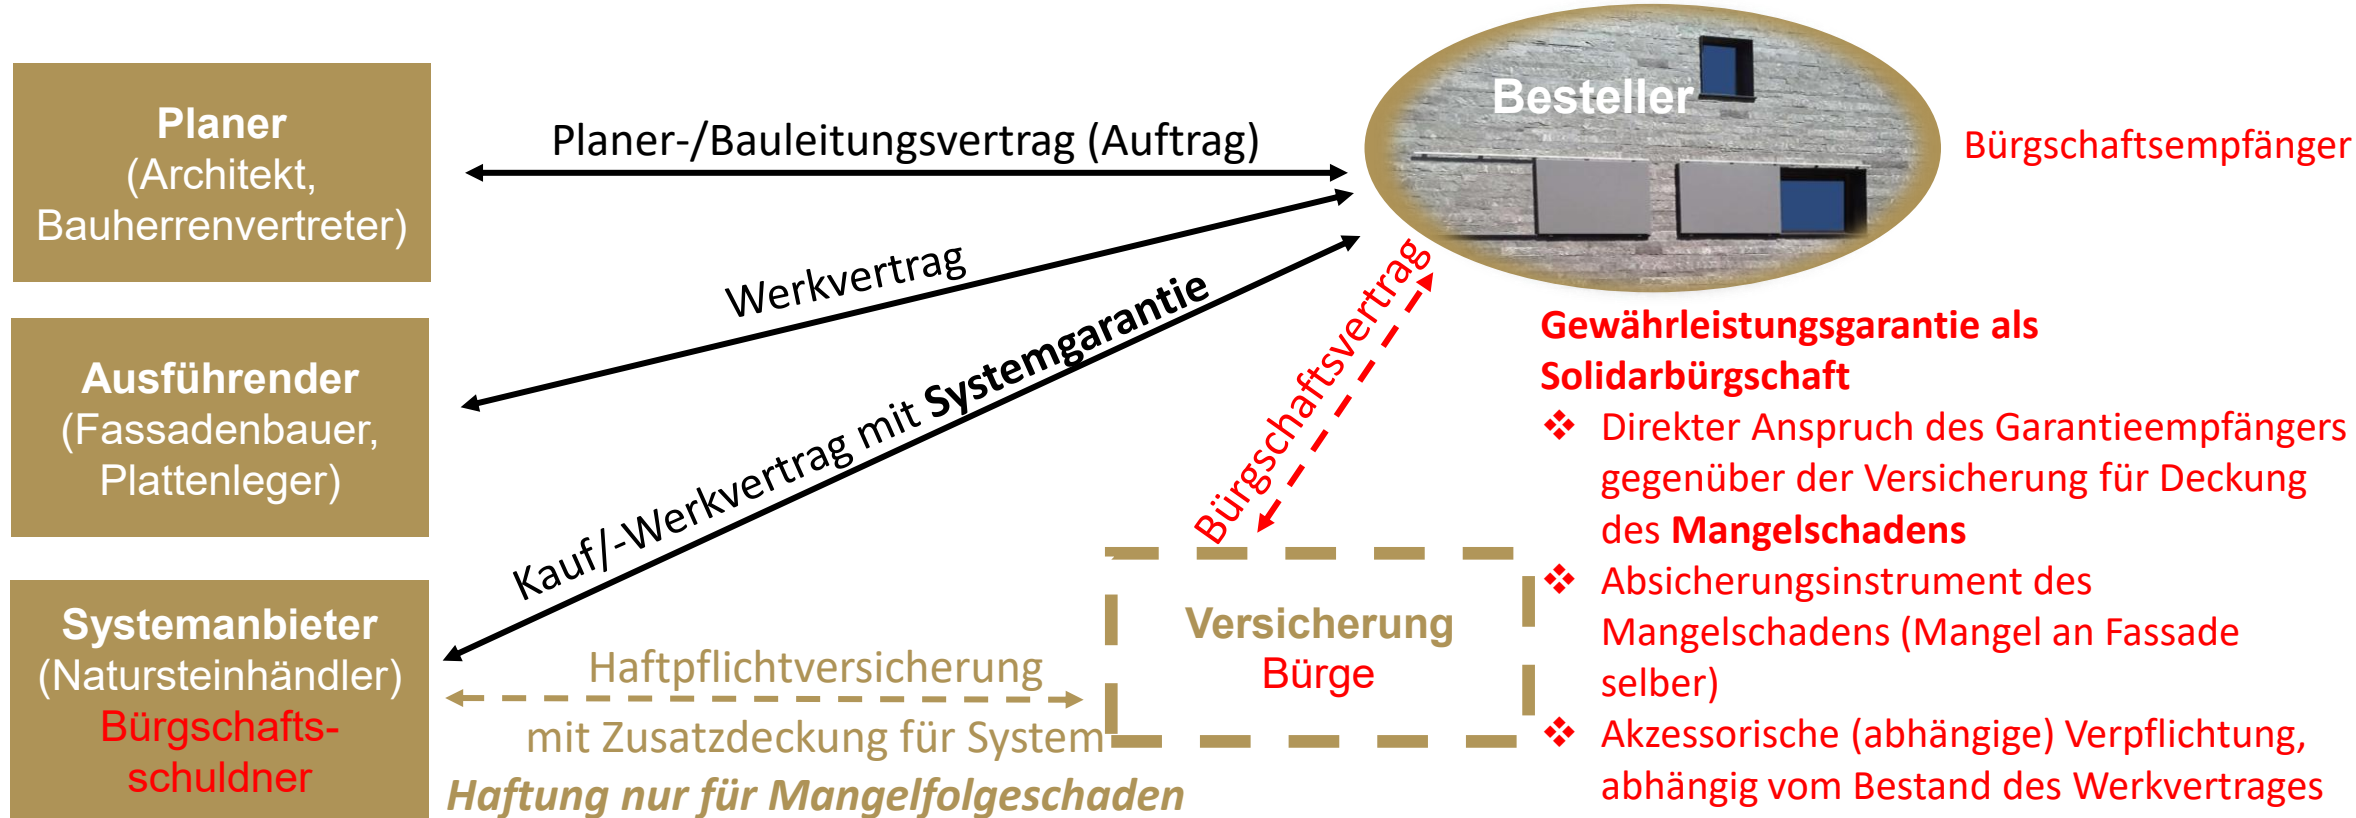 Planer
(Architekt,
Bauherrenvertreter)
Planer-/Bauleitungsvertrag (Auftrag)
Besteller
Bürgschaftsempfänger
Werkvertrag
Ausführender
(Fassadenbauer,
Plattenleger)
Kauf/-Werkvertrag mit Systemgarantie
Bürgschaftsvertrag
Gewährleistungsgarantie als
Solidarbürgschaft
❖ Direkter Anspruch des Garantieempfängers
gegenüber der Versicherung für Deckung
des Mangelschadens
❖ Absicherungsinstrument des
Mangelschadens (Mangel an Fassade
selber)
❖ Akzessorische (abhängige) Verpflichtung,
abhängig vom Bestand des Werkvertrages
Systemanbieter
(Natursteinhändler)
Bürgschafts-
schuldner
Haftpflichtversicherung
mit Zusatzdeckung für System
Haftung nur für Mangelfolgeschaden
Versicherung
Bürge